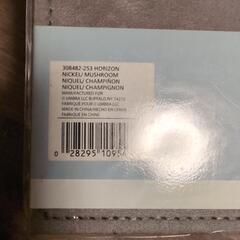 308482-253 HORIZON
NICKEL/ MUSHROOM
NIQUEL/ CHAMPIÑON
NIQUEL/ CHAMPIGNON
MANUFACTURED FOR
© UMBRA LLC BUFFALO, NY 14215
FABRIQUÉ POUR © UMBRA LLC
MADE IN CHINA/HECHO EN CHINA
FABRIQUÉ EN CHINE
0 28295 1095